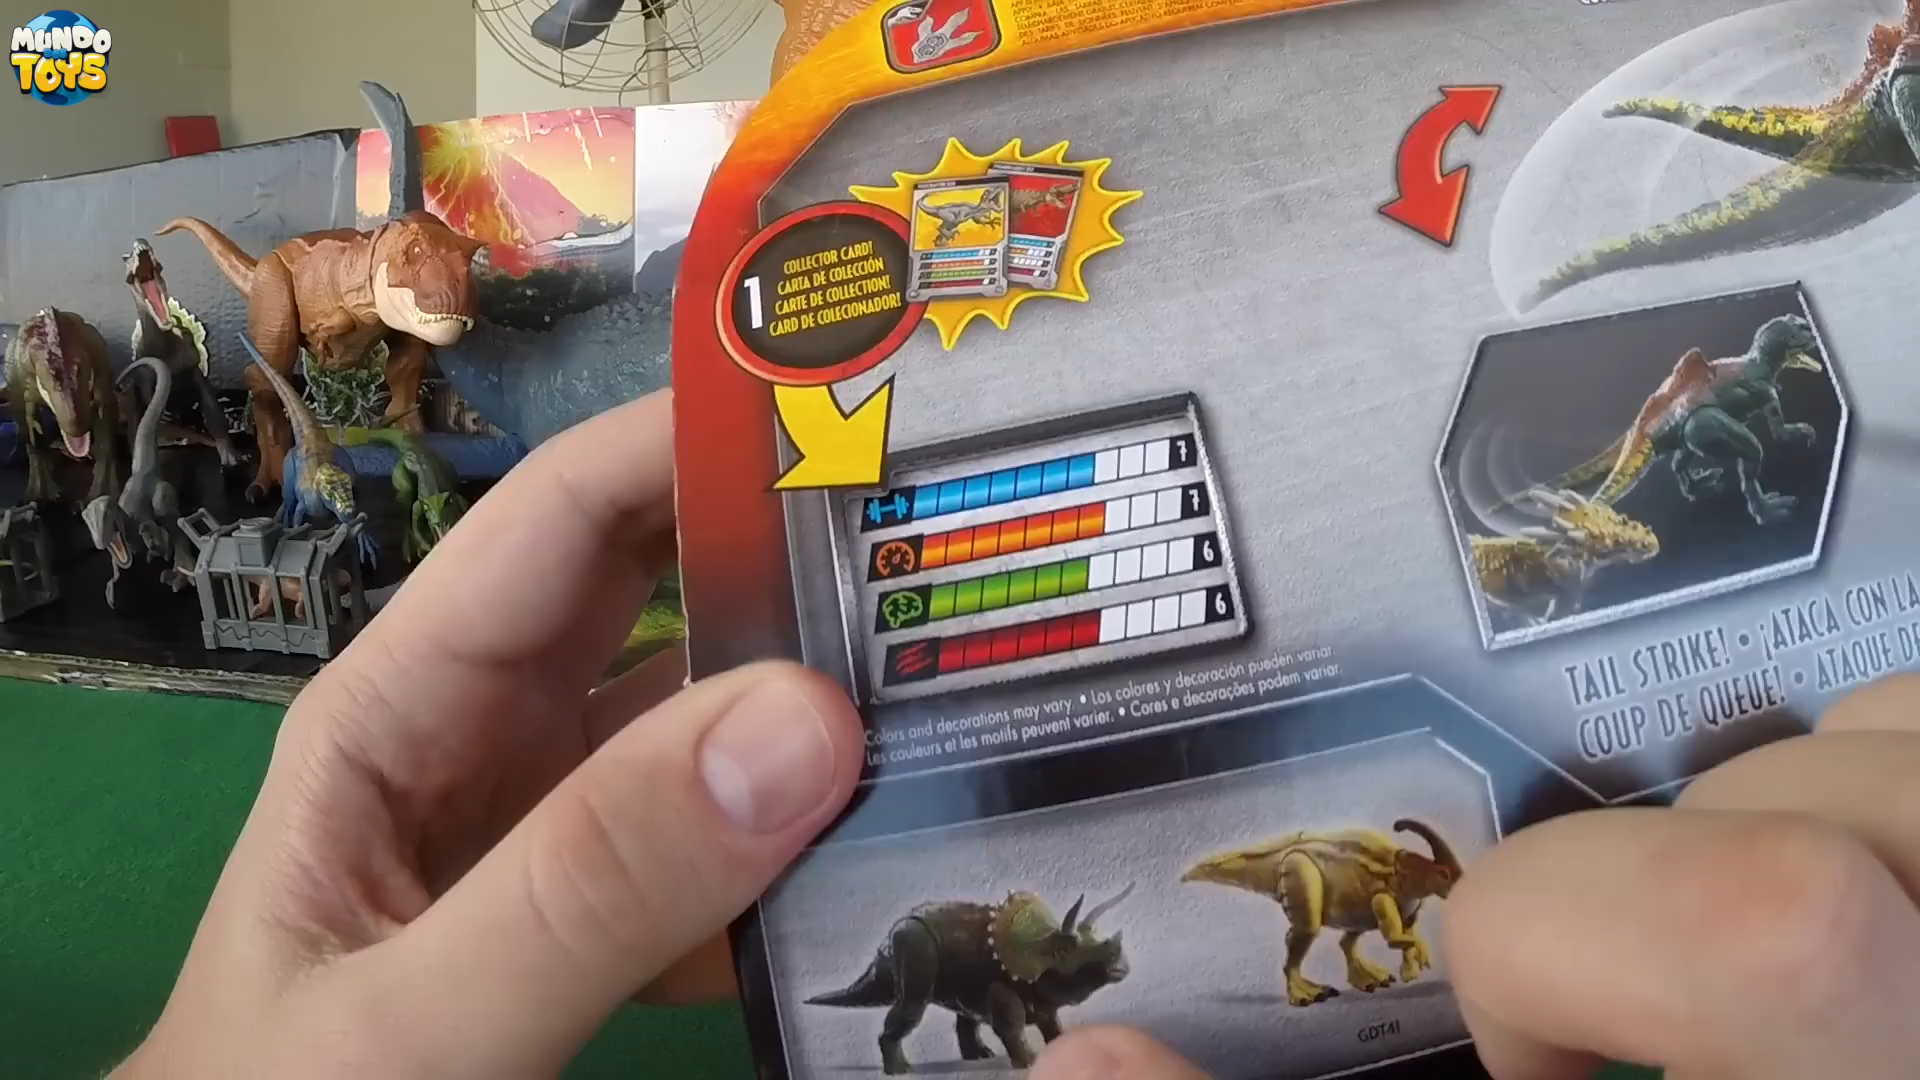 MUNDO
DOS
TOYS
1
COLLECTOR CARD!
CARTA DE COLECCIÓN
CARTE DE COLLECTION!
CARD DE COLECIONADOR!
7
7
6
6
Colors and decorations may vary. • Los colores y decoración pueden variar.
Les couleurs et les motifs peuvent varier. • Cores e decorações podem variar.
TAIL STRIKE! • ¡ATACA CON LA
COUP DE QUEUE! • ATAQUE DE
GDT41